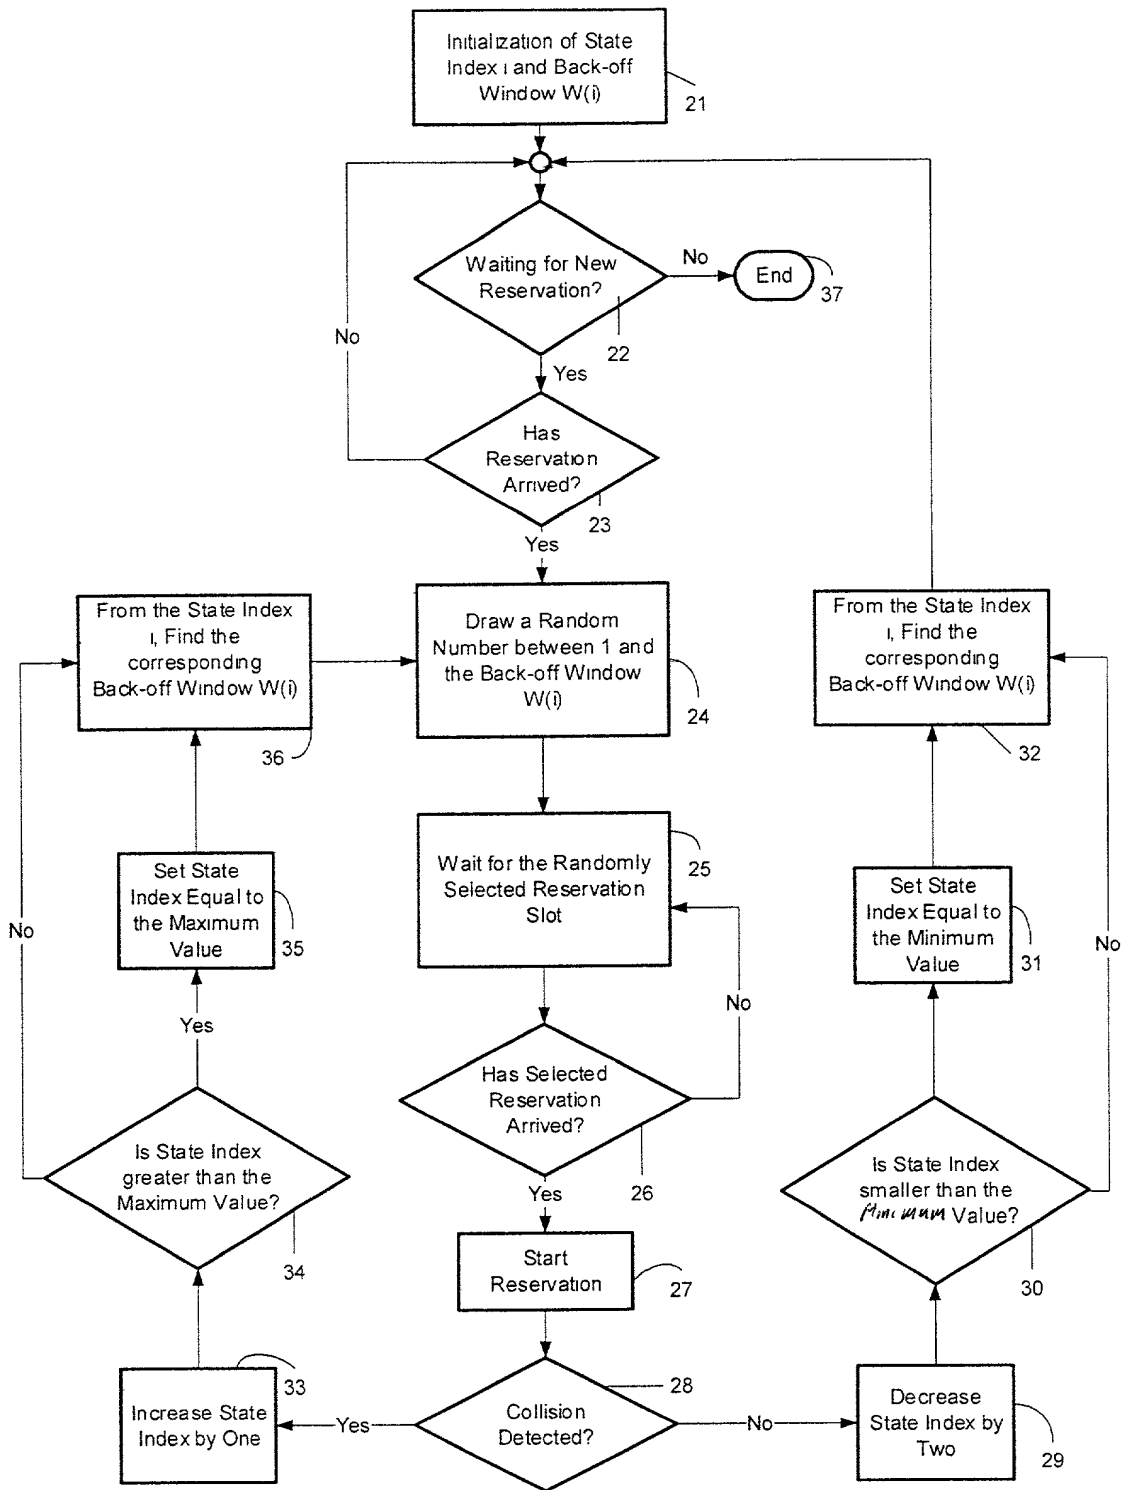 Initialization of State
Index i and Back-off
Window W(i)
21
Waiting for New
Reservation?
22
No
End
37
No
Yes
Has
Reservation
Arrived?
23
Yes
From the State Index
i, Find the
corresponding
Back-off Window W(i)
36
Draw a Random
Number between 1 and
the Back-off Window
W(i)
24
From the State Index
i, Find the
corresponding
Back-off Window W(i)
32
Set State
Index Equal to
the Maximum
Value
35
Wait for the Randomly
Selected Reservation
Slot
25
Set State
Index Equal to
the Minimum
Value
31
No
No
No
Yes
Has Selected
Reservation
Arrived?
26
Is State Index
greater than the
Maximum Value?
34
Is State Index
smaller than the
Minimum Value?
30
Yes
Start
Reservation
27
Increase State
Index by One
33
Yes
Collision
Detected?
28
No
Decrease
State Index by
Two
29